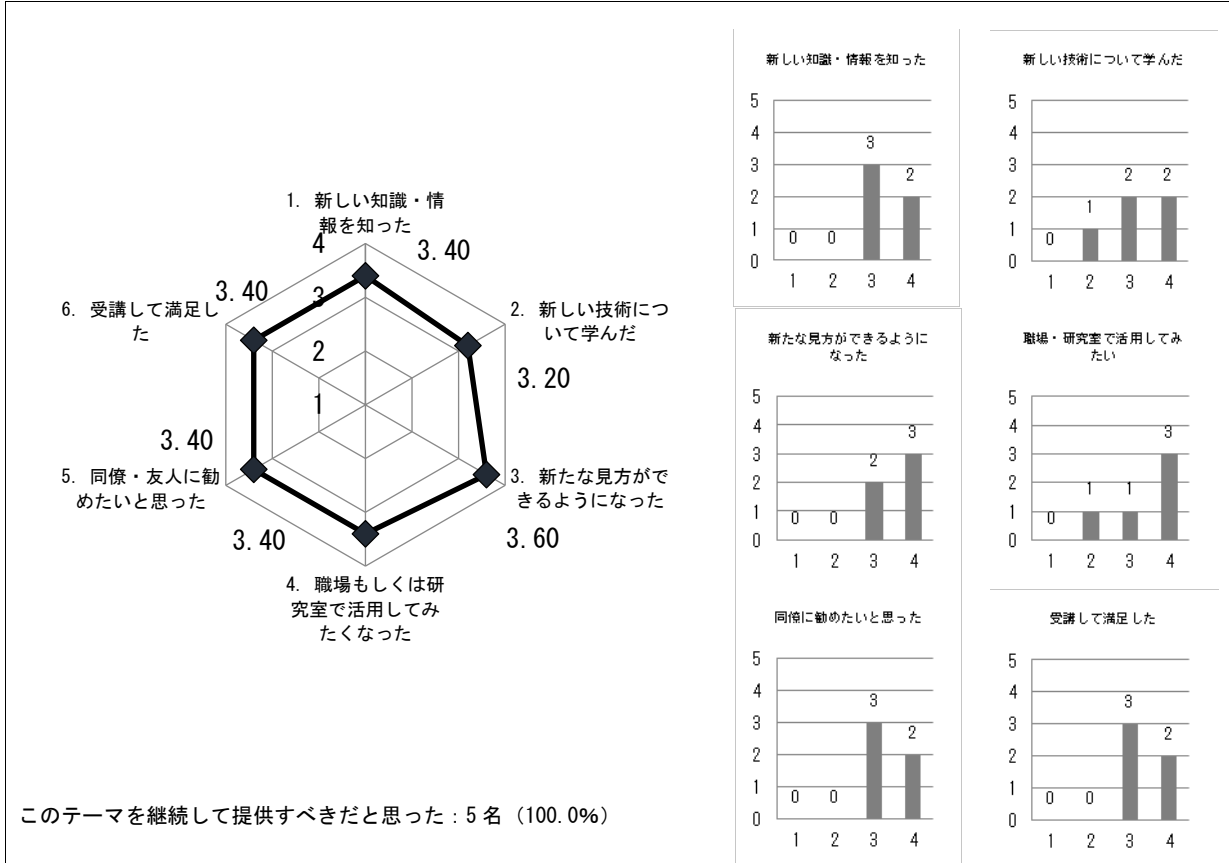 1. 新しい知識・情
報を知った
4
3.40
3.40
3
6. 受講して満足し
た
2. 新しい技術につ
いて学んだ
2
3.20
1
3.40
5. 同僚・友人に勧
めたいと思った
3. 新たな見方がで
きるようになった
3.40
3.60
4. 職場もしくは研
究室で活用してみ
たくなった
このテーマを継続して提供すべきだと思った：5名（100.0%）
新しい知識・情報を知った
5
4
3
2
1
0
0
0
3
2
1 2 3 4
新しい技術について学んだ
5
4
3
2
1
0
0
1
2
2
1 2 3 4
新たな見方ができるように
なった
5
4
3
2
1
0
0
0
2
3
1 2 3 4
職場・研究室で活用してみ
たい
5
4
3
2
1
0
0
1
1
3
1 2 3 4
同僚に勧めたいと思った
5
4
3
2
1
0
0
0
3
2
1 2 3 4
受講して満足した
5
4
3
2
1
0
0
0
3
2
1 2 3 4